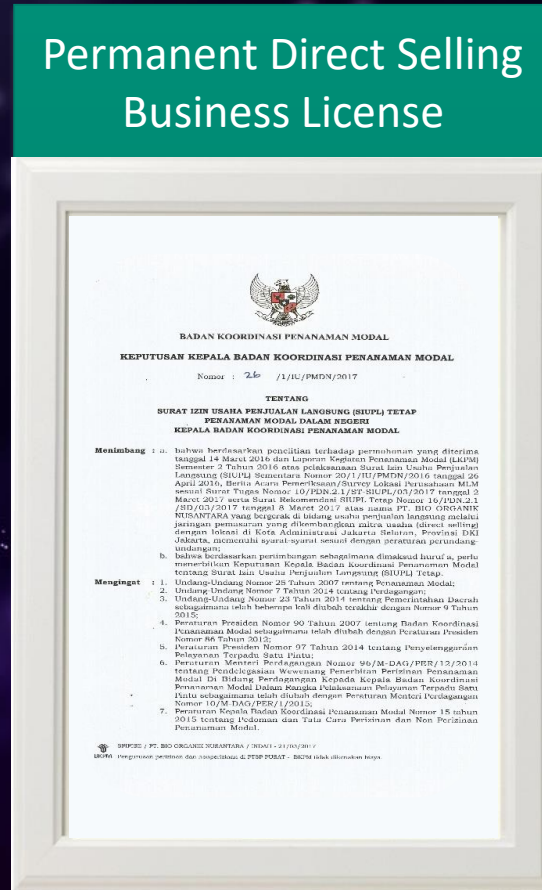 Permanent Direct Selling
Business License
BADAN KOORDINASI PENANAMAN MODAL
KEPUTUSAN KEPALA BADAN KOORDINASI PENANAMAN MODAL
Nomor : 26 /1/IU/PMDN/2017
TENTANG
SURAT IZIN USAHA PENJUALAN LANGSUNG (SIUPL) TETAP
PENANAMAN MODAL DALAM NEGERI
KEPALA BADAN KOORDINASI PENANAMAN MODAL
Menimbang : a. bahwa berdasarkan penelitian terhadap permohonan yang diterima
tanggal 14 Maret 2016 dan Laporan Kegiatan Penanaman Modal (LKPM)
Semester 2 Tahun 2016 atas pelaksanaan Surat Izin Usaha Penjualan
Langsung (SIUPL) Sementara Nomor 20/1/IU/PMDN/2016 tanggal 26
April 2016, Berita Acara Pemeriksaan/Survey Lokasi Perusahaan MLM
sesuai Surat Tugas Nomor 10/PDN.2.1/ST-SIUPL/03/2017 tanggal 2
Maret 2017 serta Surat Rekomendasi SIUPL Tetap Nomor 16/PDN.2.1
/SD/03/2017 tanggal 8 Maret 2017 atas nama PT. BIO ORGANIK
NUSANTARA yang bergerak di bidang usaha penjualan langsung melalui
jaringan pemasaran yang dikembangkan mitra usaha (direct selling)
dengan lokasi di Kota Administrasi Jakarta Selatan, Provinsi DKI
Jakarta, memenuhi syarat-syarat sesuai dengan peraturan perundang-
undangan;
b. bahwa berdasarkan pertimbangan sebagaimana dimaksud huruf a, perlu
menerbitkan Keputusan Kepala Badan Koordinasi Penanaman Modal
tentang Surat Izin Usaha Penjualan Langsung (SIUPL) Tetap.
Mengingat : 1. Undang-Undang Nomor 25 Tahun 2007 tentang Penanaman Modal;
2. Undang-Undang Nomor 7 Tahun 2014 tentang Perdagangan;
3. Undang-Undang Nomor 23 Tahun 2014 tentang Pemerintahan Daerah
sebagaimana telah beberapa kali diubah terakhir dengan Nomor 9 Tahun
2015;
4. Peraturan Presiden Nomor 90 Tahun 2007 tentang Badan Koordinasi
Penanaman Modal sebagaimana telah diubah dengan Peraturan Presiden
Nomor 86 Tahun 2012;
5. Peraturan Presiden Nomor 97 Tahun 2014 tentang Penyelenggaraan
Pelayanan Terpadu Satu Pintu;
6. Peraturan Menteri Perdagangan Nomor 96/M-DAG/PER/12/2014
tentang Pendelegasian Wewenang Penerbitan Perizinan Penanaman
Modal Di Bidang Perdagangan Kepada Kepala Badan Koordinasi
Penanaman Modal Dalam Rangka Pelaksanaan Pelayanan Terpadu Satu
Pintu sebagaimana telah diubah dengan Peraturan Menteri Perdagangan
Nomor 10/M-DAG/PER/1/2015;
7. Peraturan Kepala Badan Koordinasi Penanaman Modal Nomor 15 tahun
2015 tentang Pedoman dan Tata Cara Perizinan dan Non Perizinan
Penanaman Modal.
/ PT. BIO ORGANIK NUSANTARA / INDAH - 21/03/2017
BKPM Pengurusan perizinan dan nonperizinan di PTSP PUSAT - BKPM tidak dikenakan biaya.